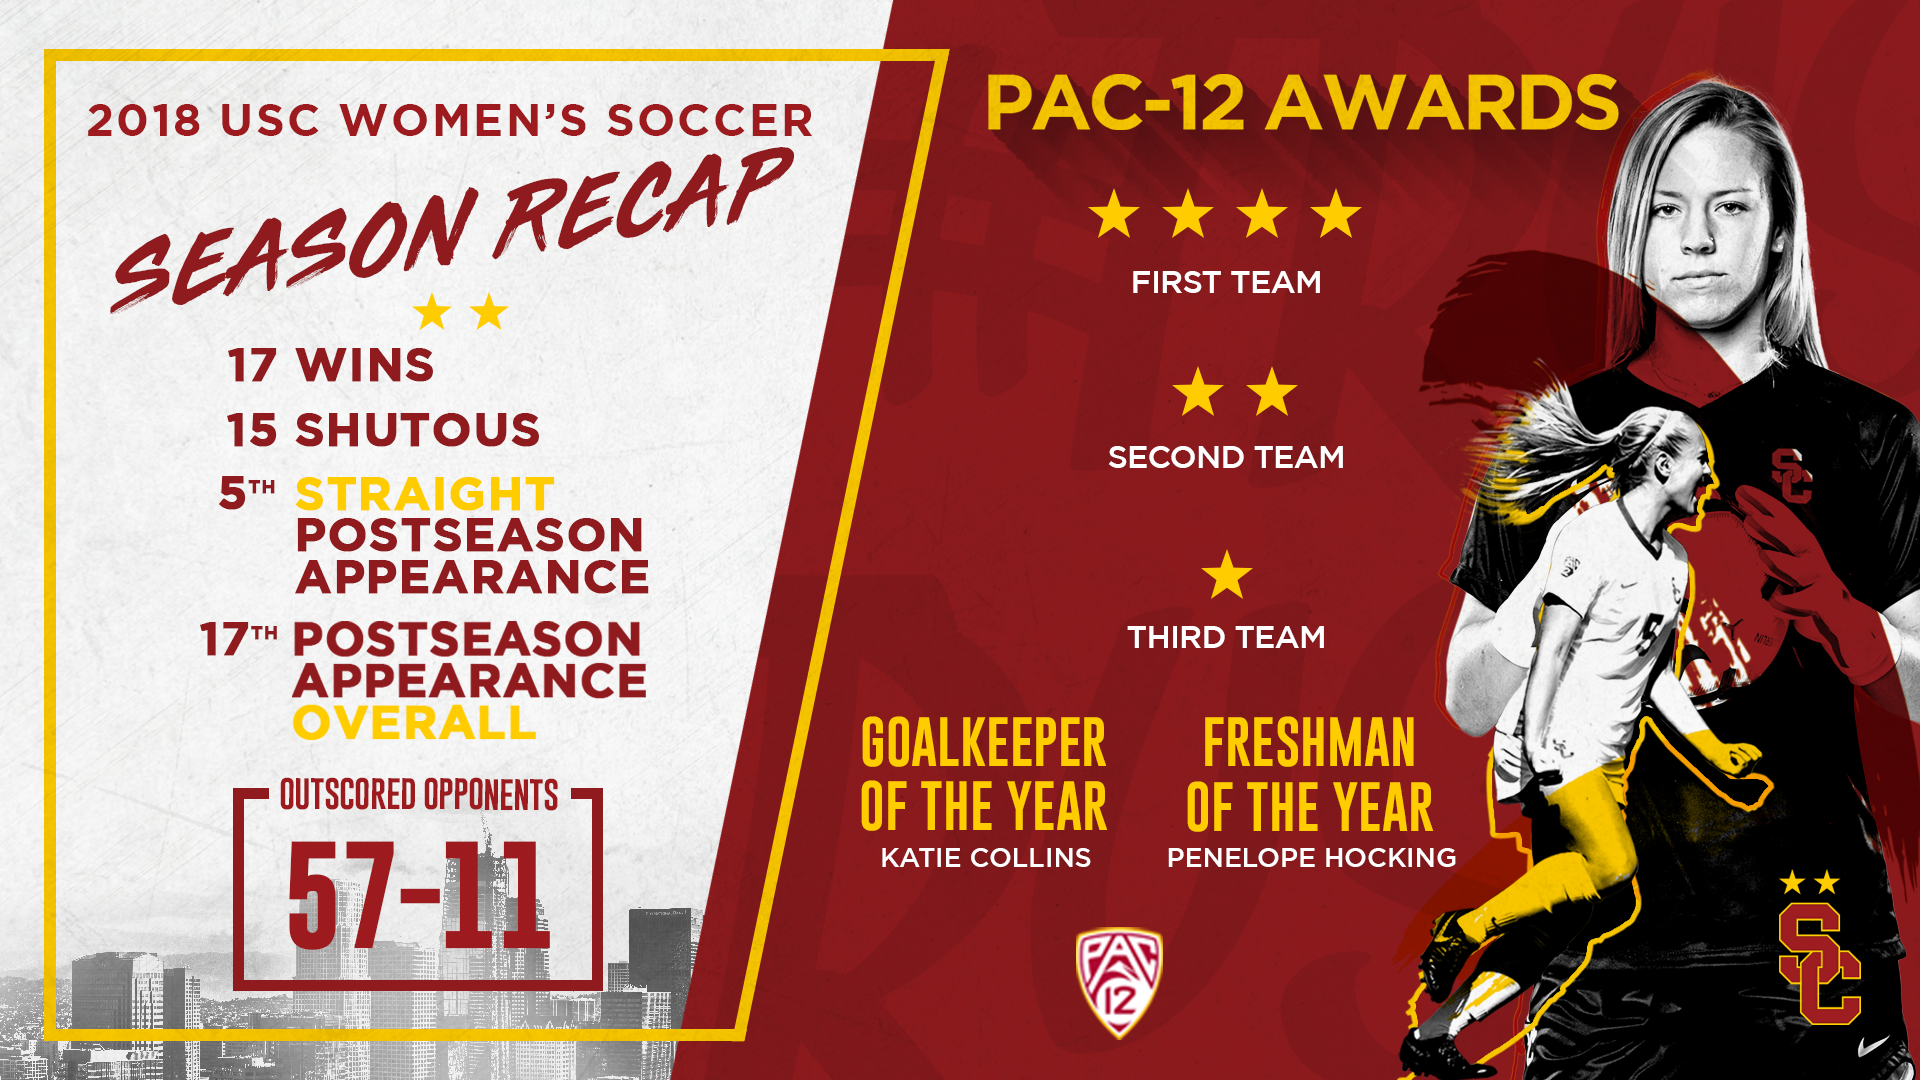 2018 USC WOMEN'S SOCCER
SEASON RECAP
17 WINS
15 SHUTOUS
5TH STRAIGHT
POSTSEASON
APPEARANCE
17TH POSTSEASON
APPEARANCE
OVERALL
OUTSCORED OPPONENTS
57-11
PAC-12 AWARDS
FIRST TEAM
SECOND TEAM
THIRD TEAM
GOALKEEPER
OF THE YEAR
KATIE COLLINS
FRESHMAN
OF THE YEAR
PENELOPE HOCKING
PAC
12
SC
SC
5